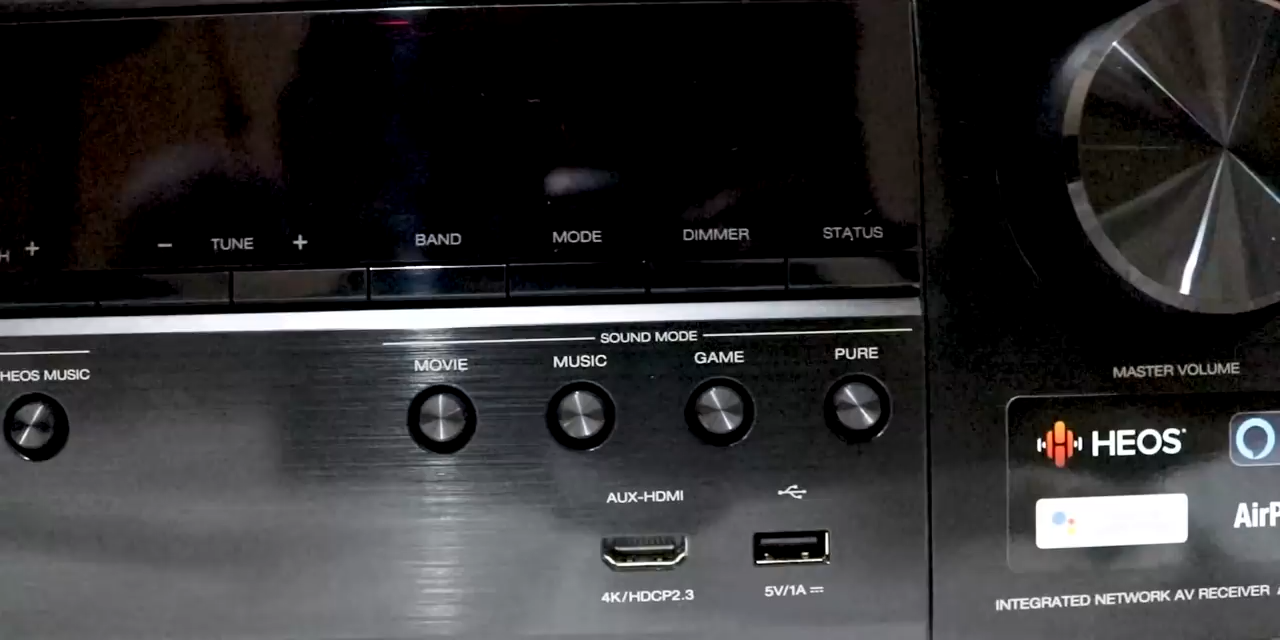 H +
− TUNE +
BAND
MODE
DIMMER
STATUS
SOUND MODE
HEOS MUSIC
MOVIE
MUSIC
GAME
PURE
MASTER VOLUME
HEOS
AUX-HDMI
AirP
4K/HDCP2.3
5V/1A
INTEGRATED NETWORK AV RECEIVER